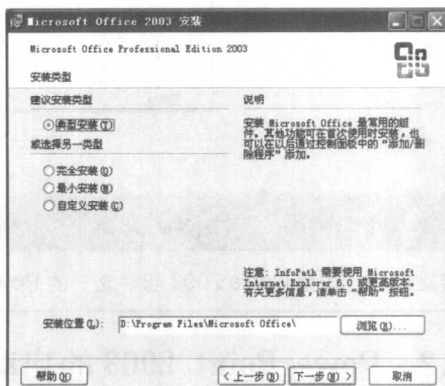 Microsoft Office 2003 安装
Microsoft Office Professional Edition 2003
安装类型
建议安装类型
典型安装(T)
或选择另一类型
完全安装(O)
最小安装(M)
自定义安装(C)
说明
安装 Microsoft Office 最常用的组
件。其他功能可在首次使用时安装，也
可以在以后通过控制面板中的“添加/删
除程序”添加。
注意: InfoPath 需要使用 Microsoft
Internet Explorer 6.0 或更高版本。
有关更多信息，请单击“帮助”按钮。
安装位置(L):
D:\Program Files\Microsoft Office\
浏览(R)...
帮助(H)
< 上一步(B)
下一步(N) >
取消